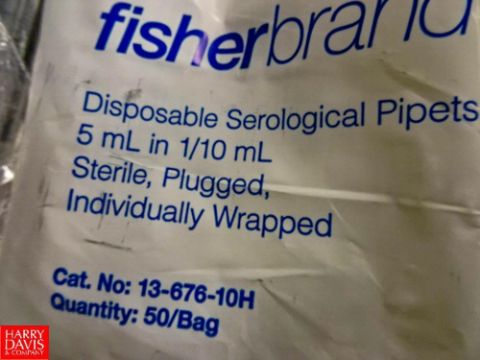 fisherbrand
Disposable Serological Pipets
5 mL in 1/10 mL
Sterile, Plugged,
Individually Wrapped
Cat. No: 13-676-10H
Quantity: 50/Bag
HARRY
DAVIS
& COMPANY